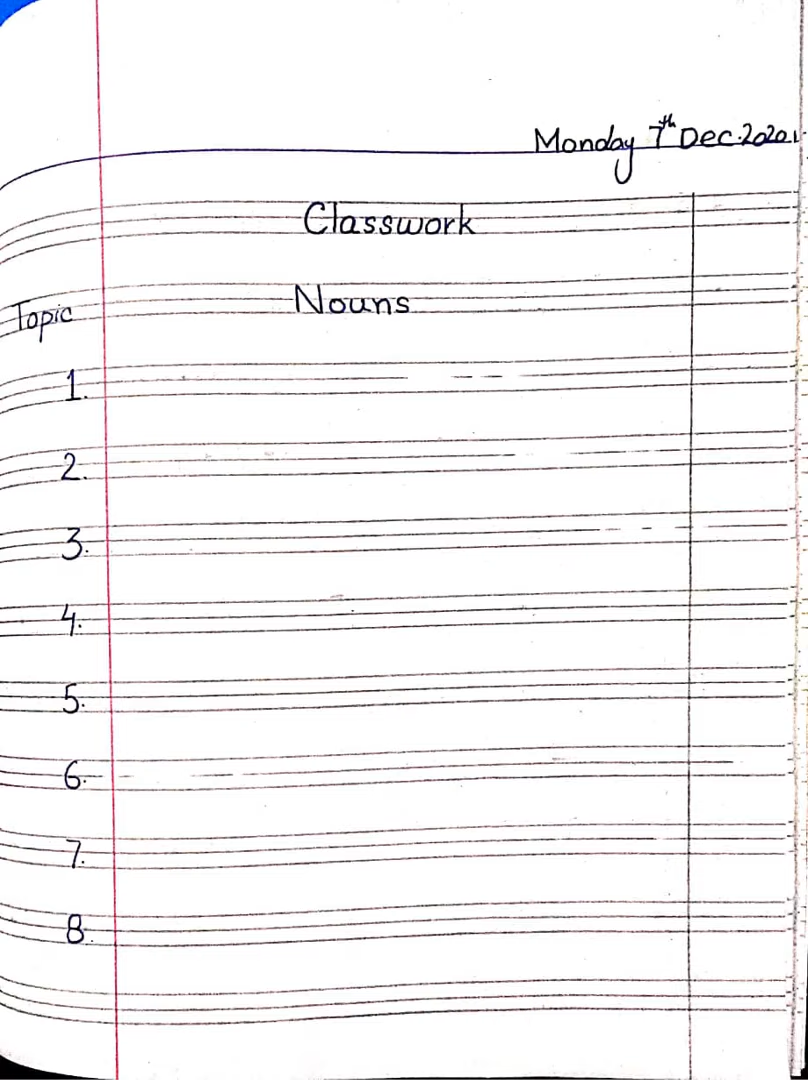 Monday 7th Dec. 2020.
Classwork
Topic Nouns
1.
2.
3.
4.
5.
6.
7.
8.